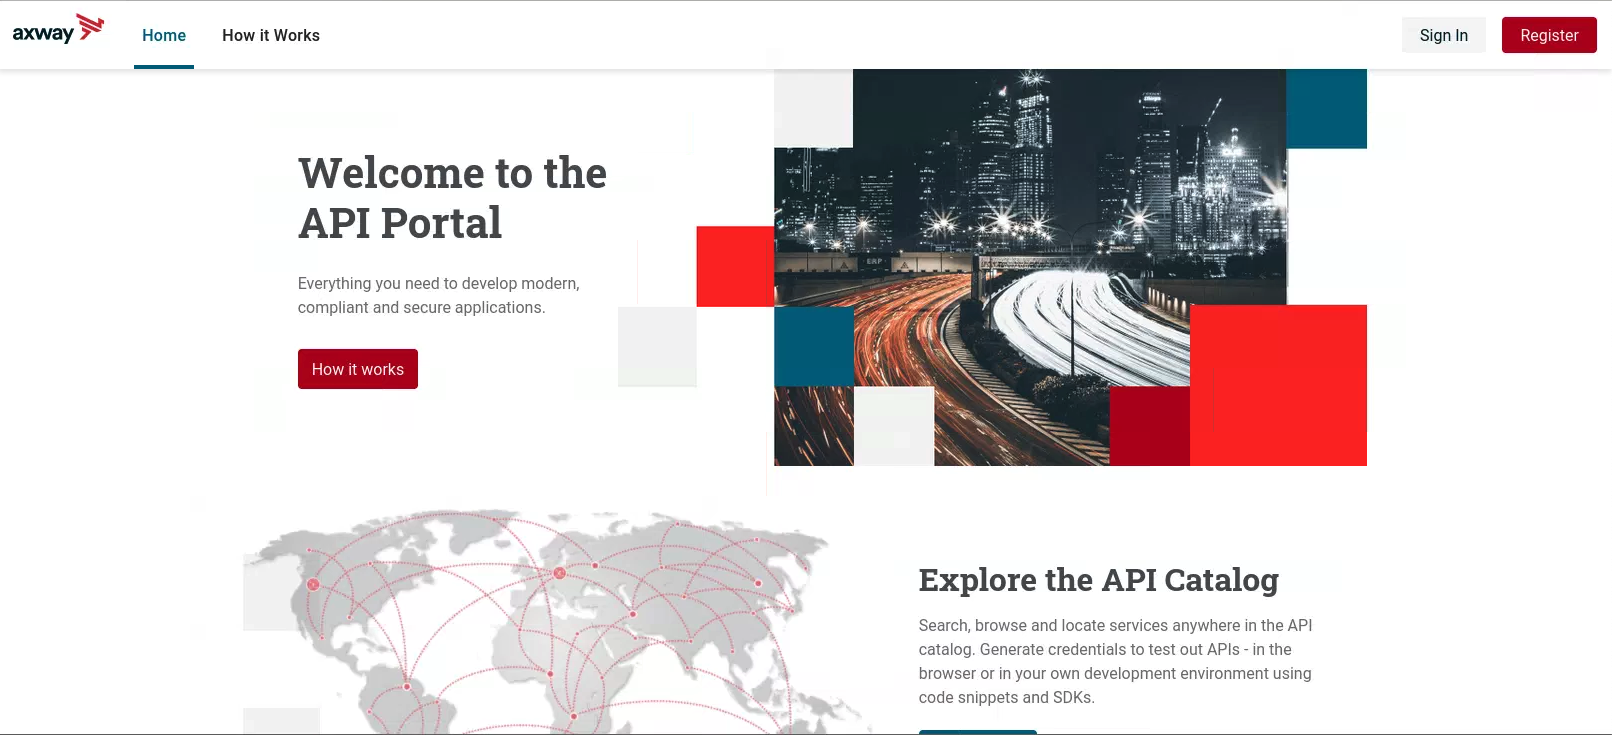 axway
Home
How it Works
Sign In
Register
Welcome to the
API Portal
Everything you need to develop modern,
compliant and secure applications.
How it works
ERP
Explore the API Catalog
Search, browse and locate services anywhere in the API
catalog. Generate credentials to test out APIs - in the
browser or in your own development environment using
code snippets and SDKs.